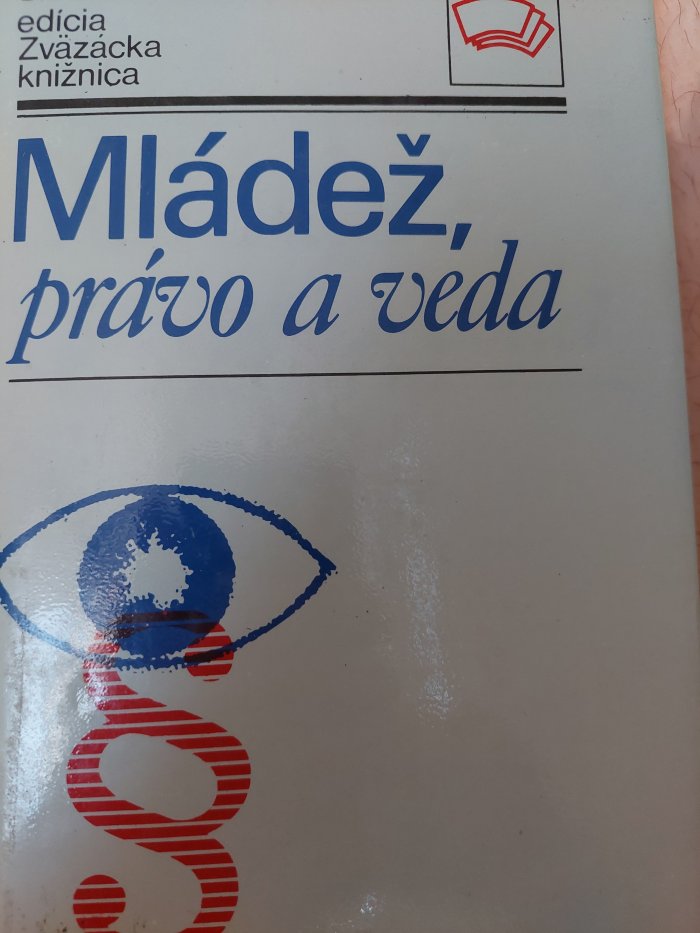 edícia
Zväzácka
knižnica
Mládež,
právo a veda